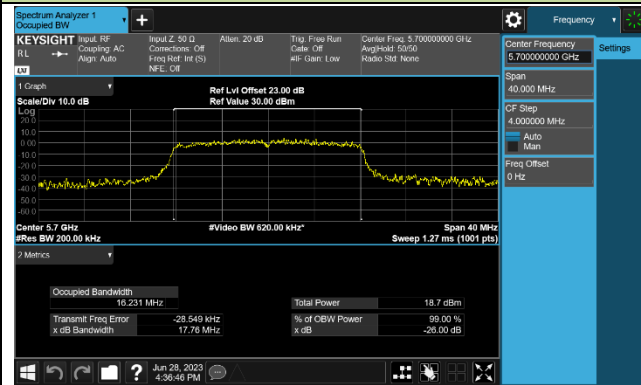 Spectrum Analyzer 1
Occupied BW
Frequency
KEYSIGHT
Input: RF
Input Z: 50 Ω
Atten: 20 dB
Trig: Free Run
Center Freq: 5.700000000 GHz
RL
Coupling: AC
Corrections: Off
Gate: Off
Avg|Hold: 50/50
Align: Auto
Freq Ref: Int (S)
#IF Gain: Low
Radio Std: None
NFE: Off
LXI
Center Frequency
5.700000000 GHz
Settings
Span
40.000 MHz
CF Step
4.000000 MHz
Auto
Man
Freq Offset
0 Hz
1 Graph
Scale/Div 10.0 dB
Ref Lvl Offset 23.00 dB
Ref Value 30.00 dBm
Log
20.0
10.0
0.00
-10.0
-20.0
-30.0
-40.0
-50.0
-60.0
Center 5.7 GHz
#Video BW 620.00 kHz*
Span 40 MHz
#Res BW 200.00 kHz
Sweep 1.27 ms (1001 pts)
2 Metrics
Occupied Bandwidth
16.231 MHz
Total Power
18.7 dBm
Transmit Freq Error
-28.549 kHz
% of OBW Power
99.00 %
x dB Bandwidth
17.76 MHz
x dB
-26.00 dB
?
Jun 28, 2023
4:36:46 PM